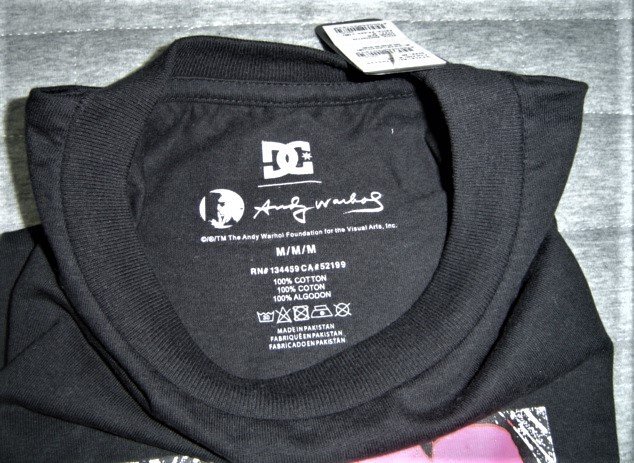 DC
Andy Warhol
©/®/TM The Andy Warhol Foundation for the Visual Arts, Inc.
M/M/M
RN# 134459 CA# 52199
100% COTTON
100% COTON
100% ALGODON
MADE IN PAKISTAN
FABRIQUÉ EN PAKISTAN
FABRICADO EN PAKISTAN